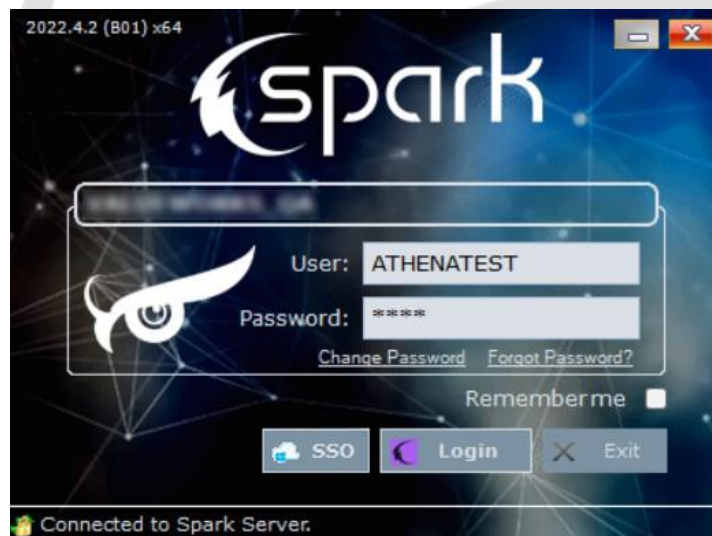 2022.4.2 (B01) x64
spark
User: ATHENATEST
Password: ****
Change Password Forgot Password?
Remember me
SSO Login Exit
Connected to Spark Server.